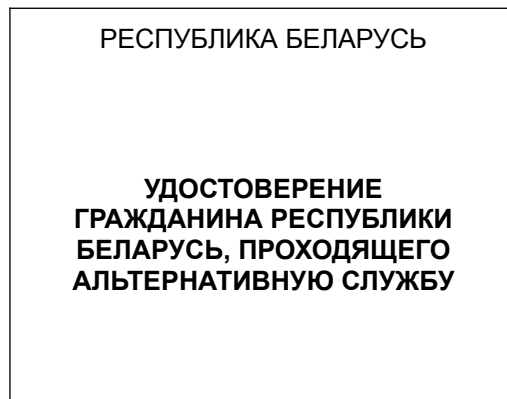 РЕСПУБЛИКА БЕЛАРУСЬ
УДОСТОВЕРЕНИЕ
ГРАЖДАНИНА РЕСПУБЛИКИ
БЕЛАРУСЬ, ПРОХОДЯЩЕГО
АЛЬТЕРНАТИВНУЮ СЛУЖБУ